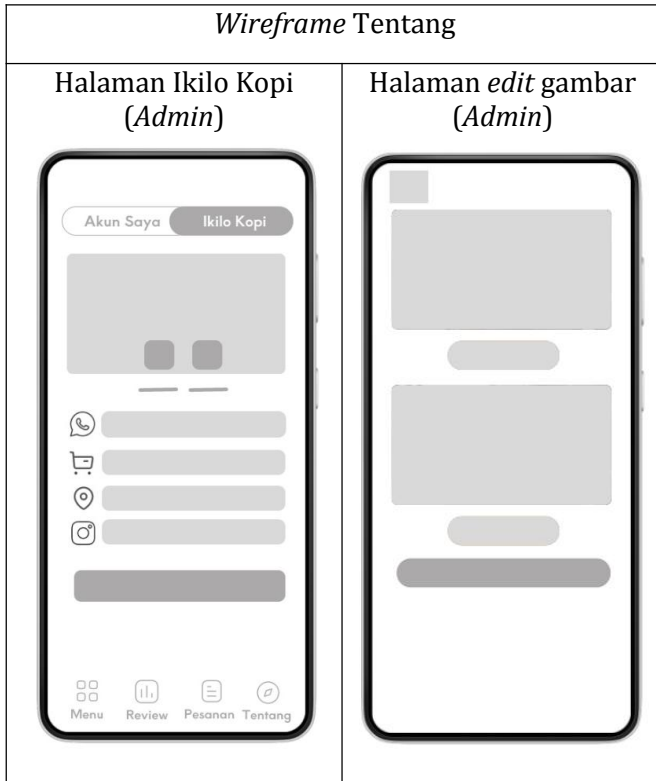 Wireframe Tentang
Halaman Ikilo Kopi
(Admin)
Halaman edit gambar
(Admin)
Akun Saya
Ikilo Kopi
Menu
Review
Pesanan
Tentang